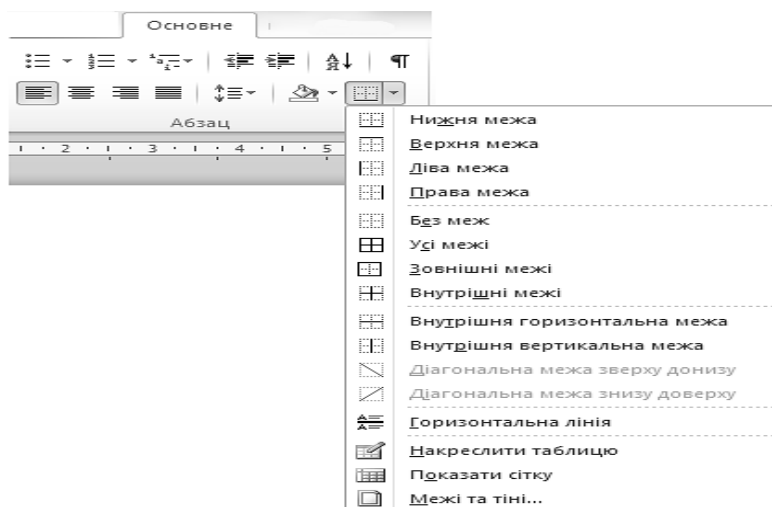 Основне
Абзац
1 · 2 · 1 · 3 · 1 · 4 · 1 · 5
Нижня межа
Верхня межа
Ліва межа
Права межа
Без меж
Усі межі
Зовнішні межі
Внутрішні межі
Внутрішня горизонтальна межа
Внутрішня вертикальна межа
Діагональна межа зверху донизу
Діагональна межа знизу доверху
Горизонтальна лінія
Накреслити таблицю
Показати сітку
Межі та тіні...